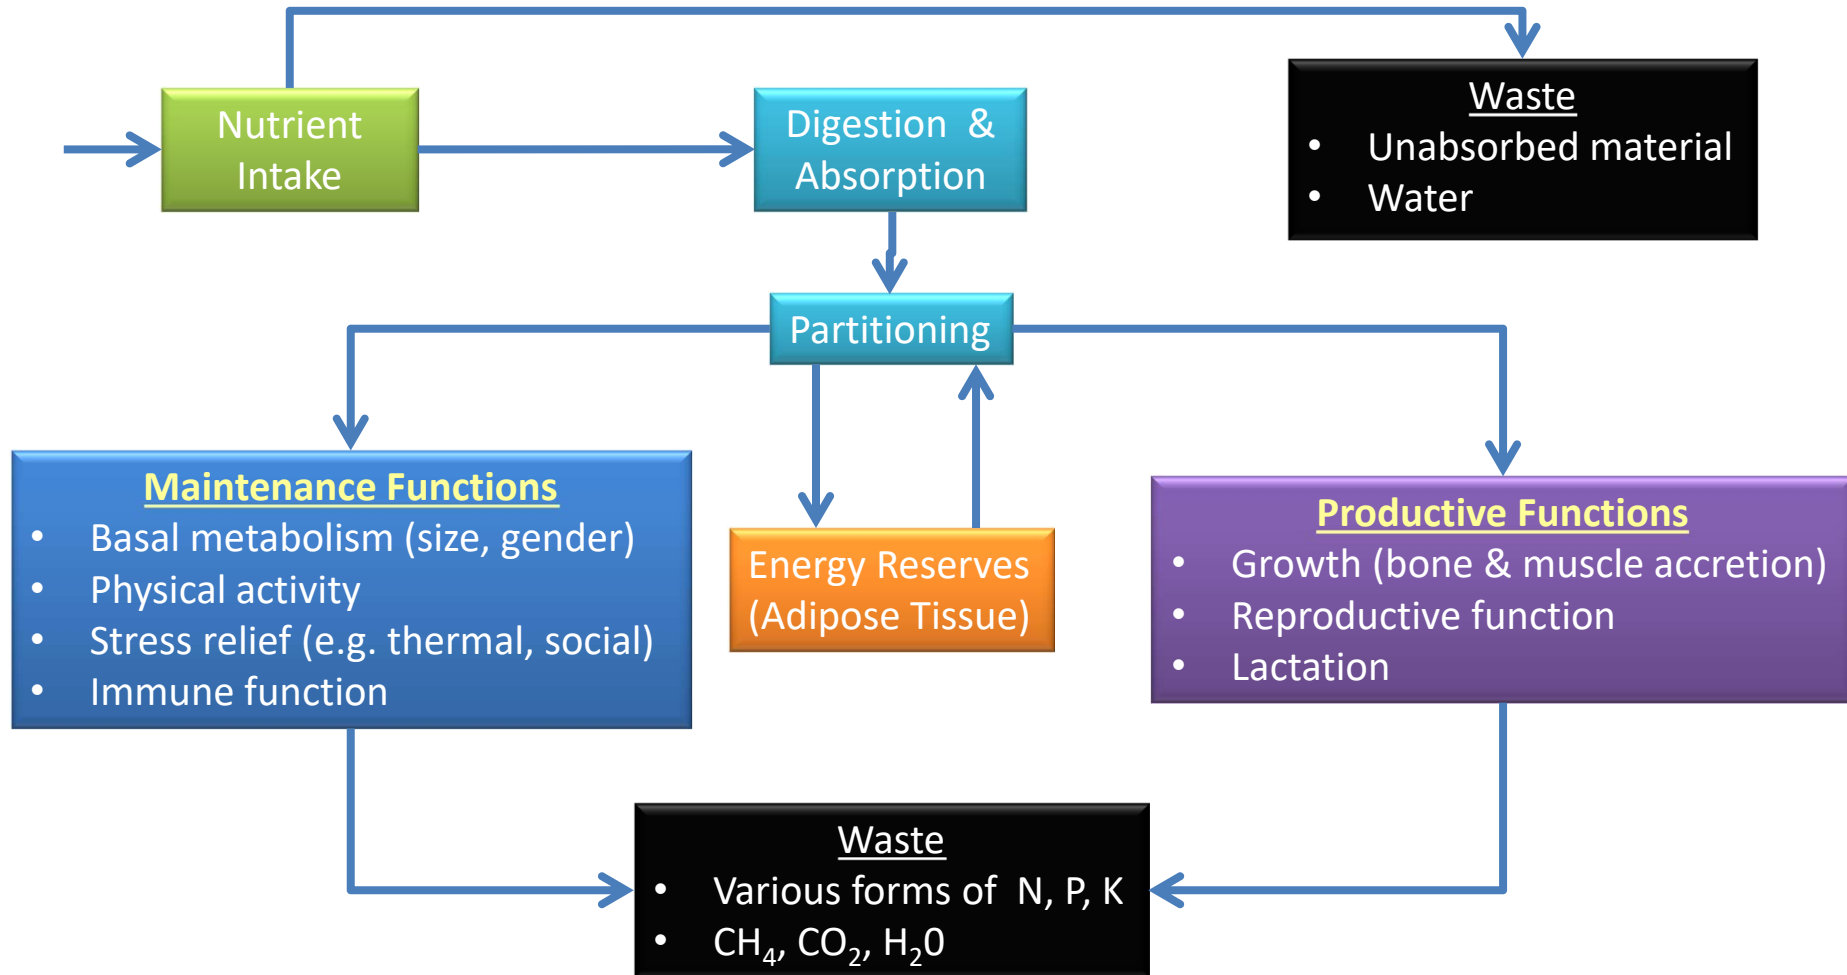 Nutrient
Intake
Digestion &
Absorption
Waste
• Unabsorbed material
• Water
Partitioning
Maintenance Functions
• Basal metabolism (size, gender)
• Physical activity
• Stress relief (e.g. thermal, social)
• Immune function
Energy Reserves
(Adipose Tissue)
Productive Functions
• Growth (bone & muscle accretion)
• Reproductive function
• Lactation
Waste
• Various forms of N, P, K
• CH₄, CO₂, H₂0